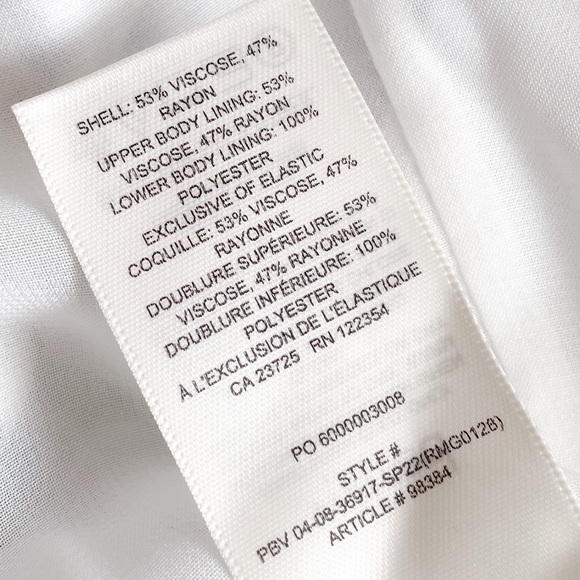 SHELL: 53% VISCOSE, 47%
RAYON
UPPER BODY LINING: 53%
VISCOSE, 47% RAYON
LOWER BODY LINING: 100%
POLYESTER
EXCLUSIVE OF ELASTIC
COQUILLE: 53% VISCOSE, 47%
RAYONNE
DOUBLURE SUPÉRIEURE: 53%
VISCOSE, 47% RAYONNE
DOUBLURE INFÉRIEURE: 100%
POLYESTER
À L'EXCLUSION DE L'ÉLASTIQUE
CA 23725 RN 122354
PO 6000003008
STYLE #
PBV 04-08-36917-SP22(RMG0128)
ARTICLE # 98384